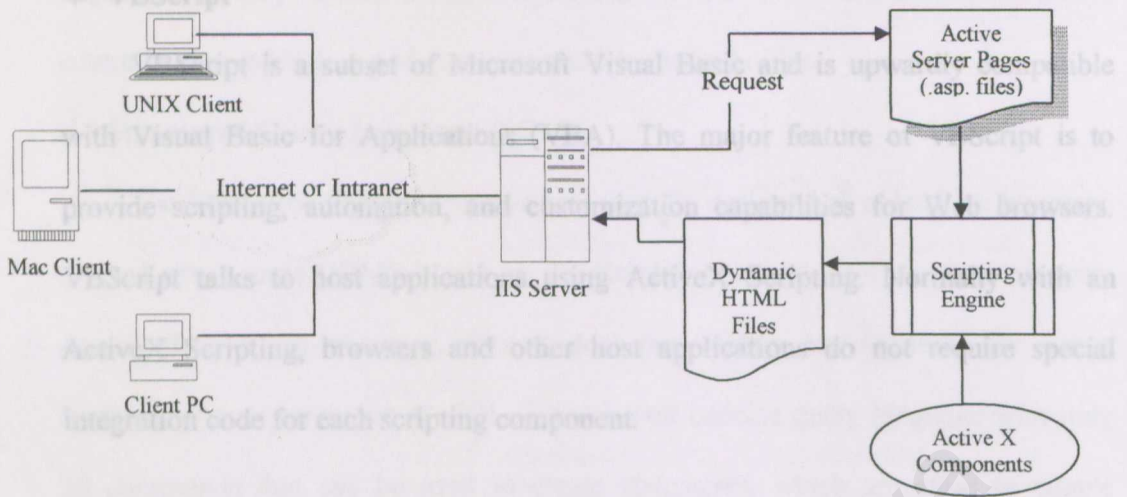 VBScript
UNIX Client
VBScript is a subset of Microsoft Visual Basic and is upwardly compatible
with Visual Basic for Applications (VBA). The major feature of VBScript is to
provide scripting, automation, and customization capabilities for Web browsers.
VBScript talks to host applications using ActiveX Scripting. Normally with an
ActiveX Scripting, browsers and other host applications do not require special
integration code for each scripting component.
Mac Client
Client PC
Internet or Intranet
IIS Server
Request
Active
Server Pages
(.asp. files)
Dynamic
HTML
Files
Scripting
Engine
Active X
Components